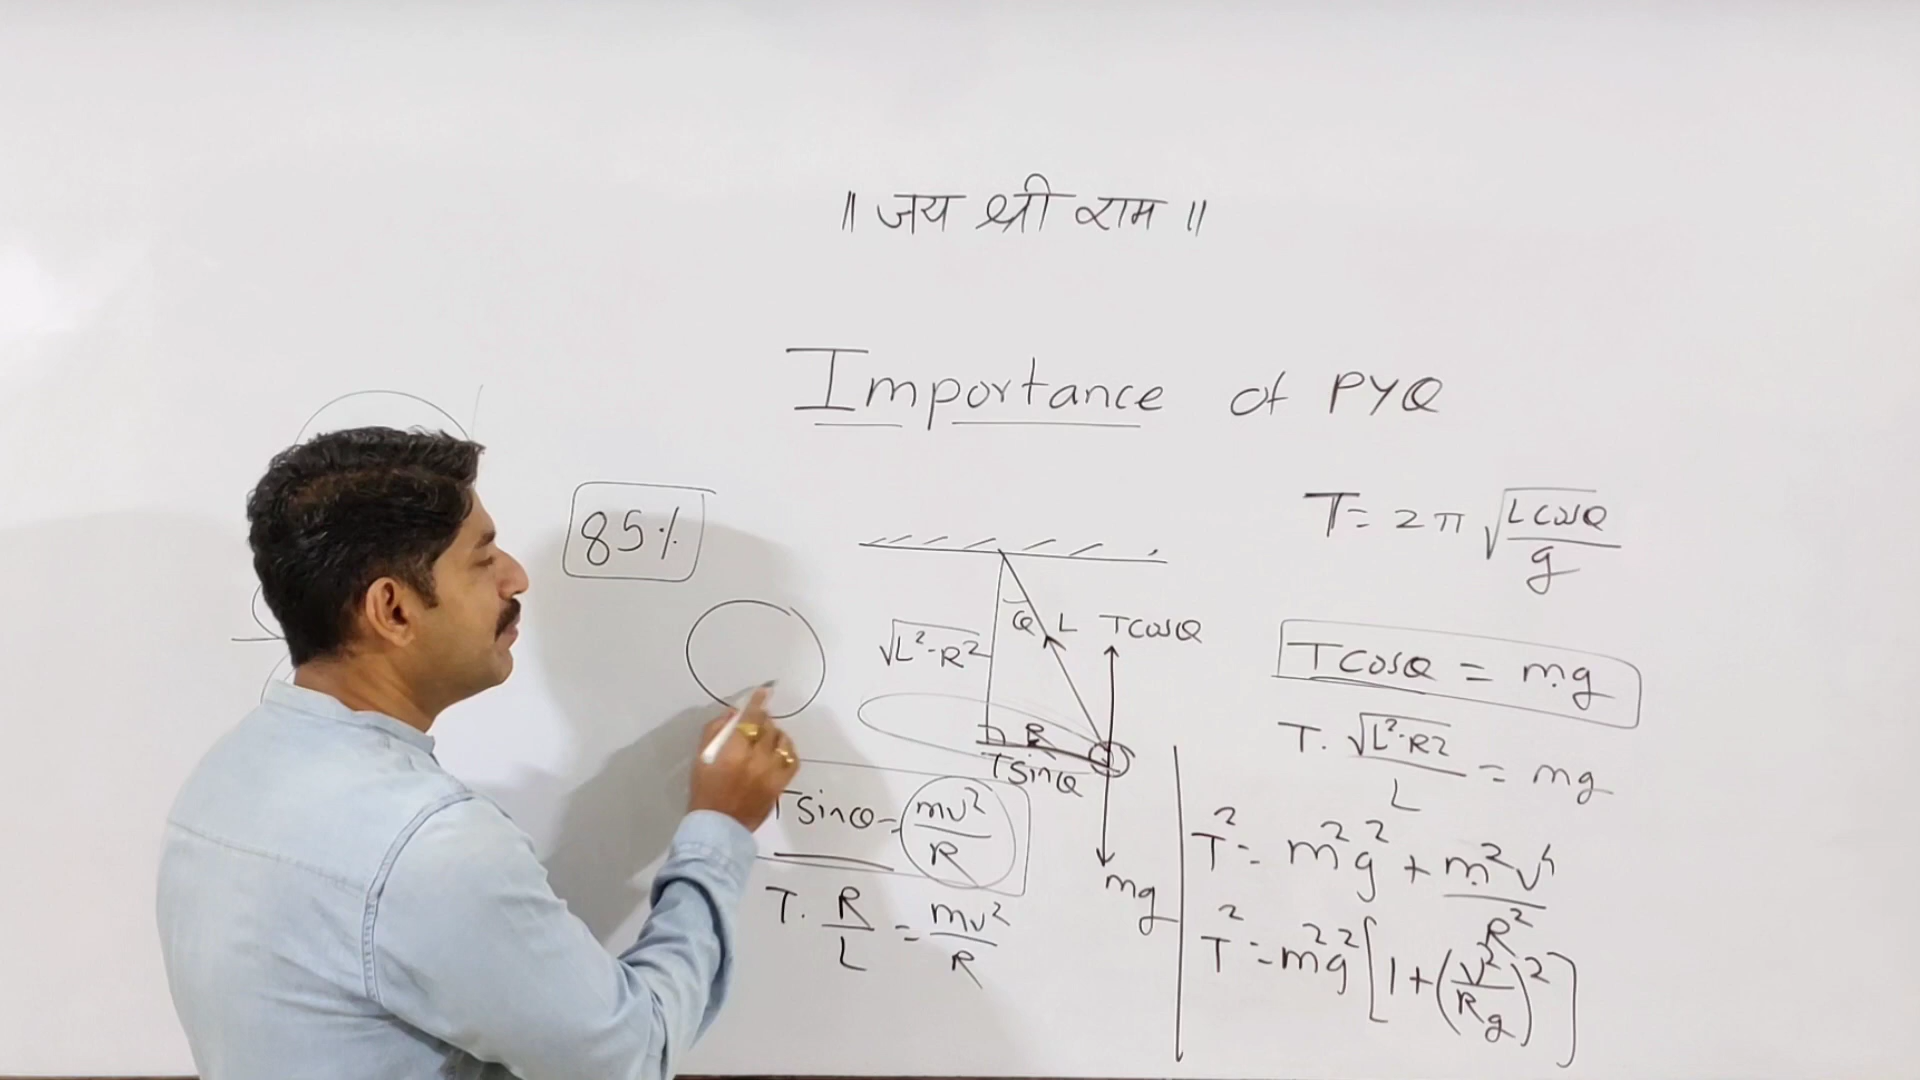 ॥ जय श्री राम ॥
Importance of PYQ
85%
T = 2π √(L cosθ / g)
θ L Tcosθ
√L²-R²
R
Tsinθ
mg
Tsinθ = mv²/R
T. R/L = mv²/R
Tcosθ = mg
T. √L²-R² / L = mg
T² = m²g² + m²v⁴/R²
T² = m²g² [1 + (v²/Rg)²]